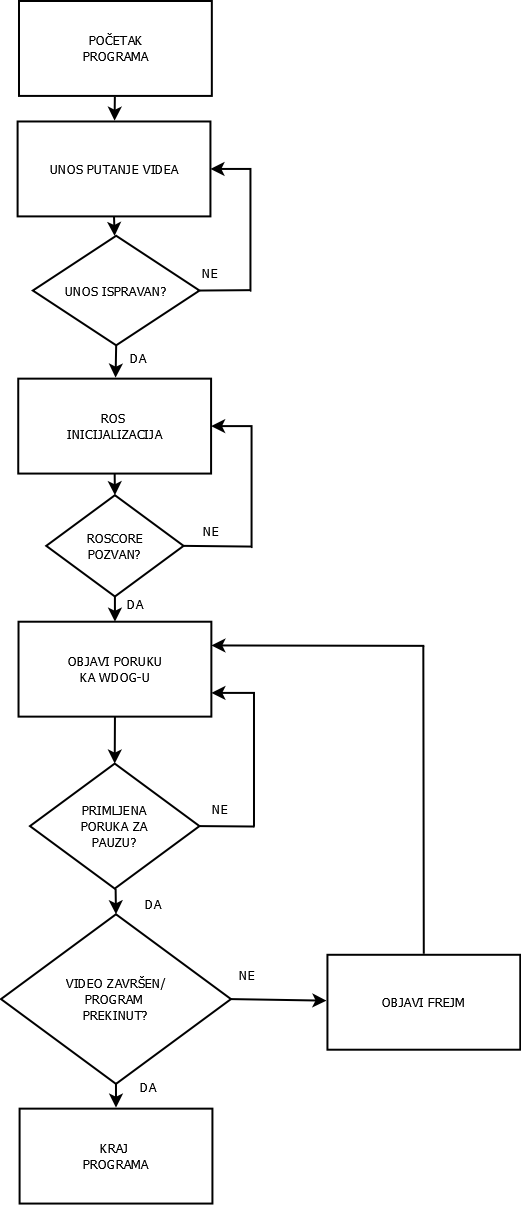 POČETAK
PROGRAMA
UNOS PUTANJE VIDEA
NE
UNOS ISPRAVAN?
DA
ROS
INICIJALIZACIJA
NE
ROSCORE
POZVAN?
DA
OBJAVI PORUKU
KA WDOG-U
NE
PRIMLJENA
PORUKA ZA
PAUZU?
DA
VIDEO ZAVRŠEN/
PROGRAM
PREKINUT?
NE
OBJAVI FREJM
DA
KRAJ
PROGRAMA